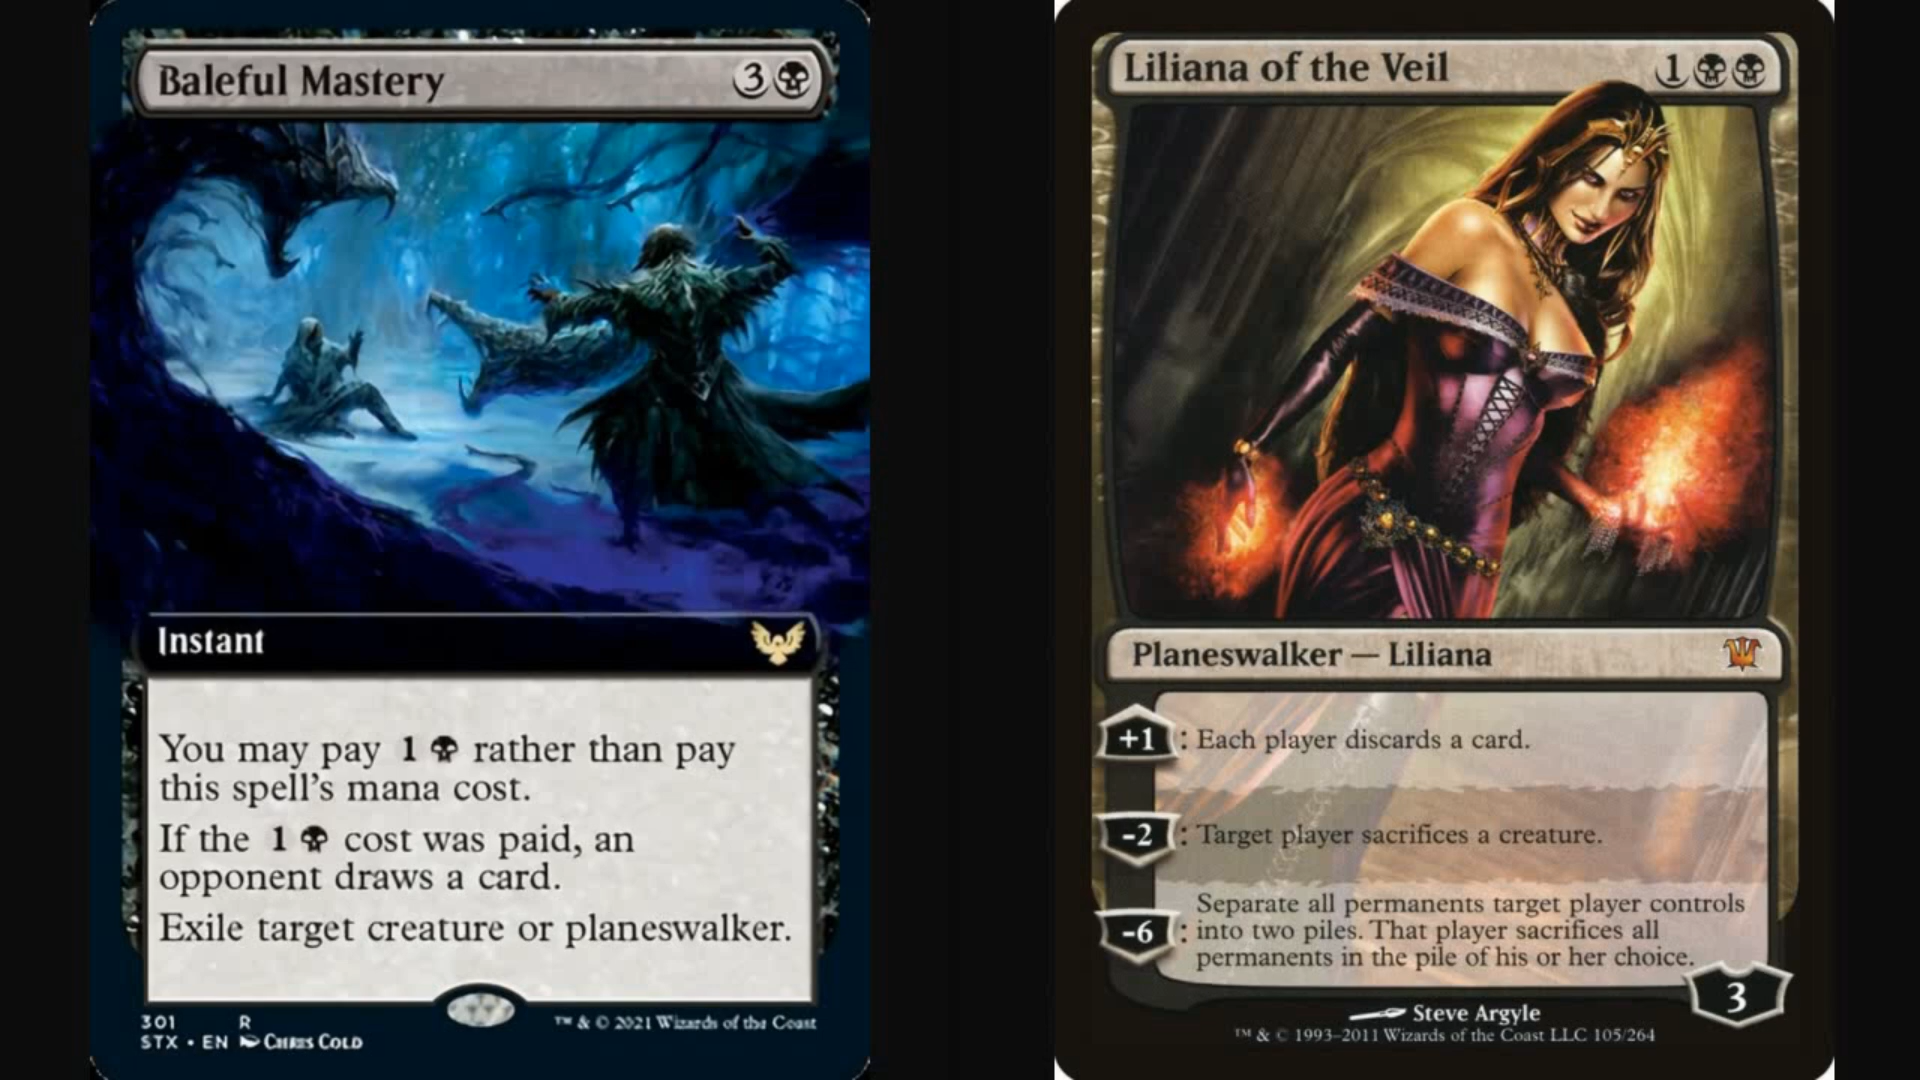 Baleful Mastery 3
Instant
You may pay 1 rather than pay
this spell's mana cost.
If the 1 cost was paid, an
opponent draws a card.
Exile target creature or planeswalker.
301 R
STX • EN Chris Cold
™ & © 2021 Wizards of the Coast
Liliana of the Veil 1
Planeswalker — Liliana
+1 : Each player discards a card.
-2 : Target player sacrifices a creature.
-6 : Separate all permanents target player controls
into two piles. That player sacrifices all
permanents in the pile of his or her choice.
3
Steve Argyle
™ & © 1993–2011 Wizards of the Coast LLC 105/264